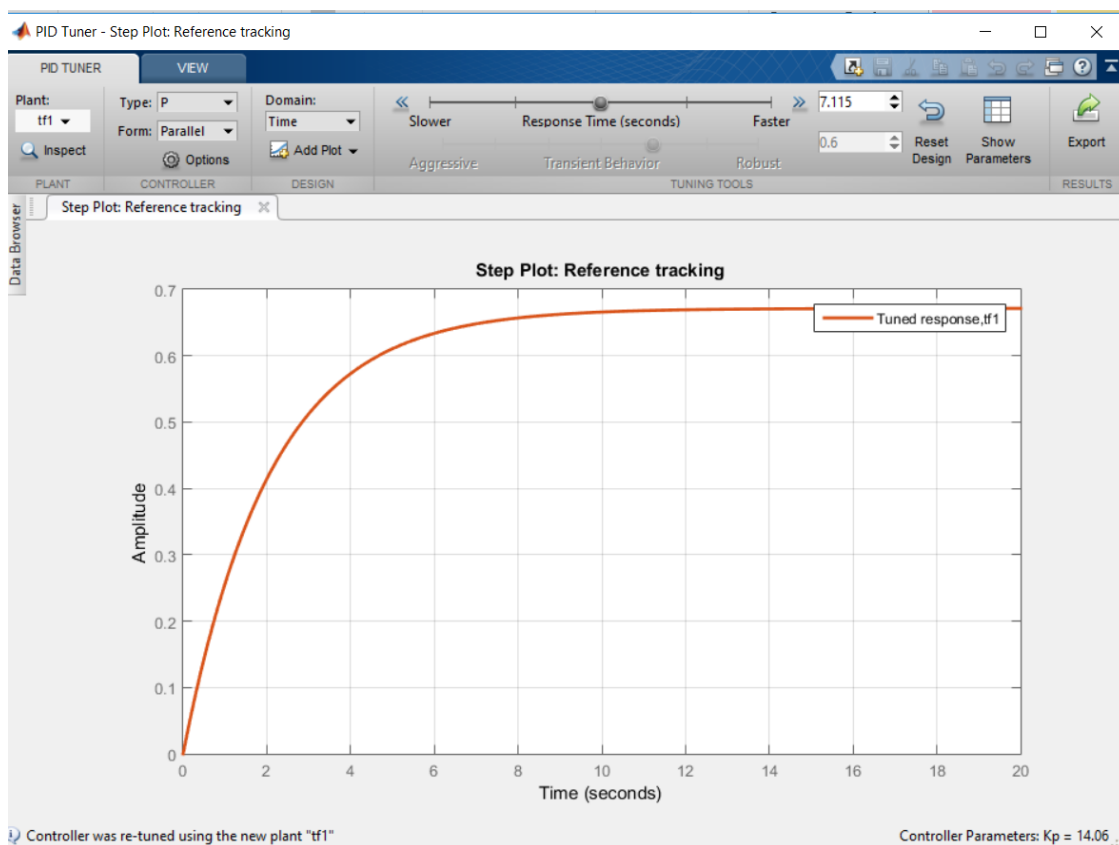 PID Tuner - Step Plot: Reference tracking
PID TUNER
VIEW
Plant:
tf1
Inspect
PLANT
Type: P
Form: Parallel
Options
CONTROLLER
Domain:
Time
Add Plot
DESIGN
Slower Response Time (seconds) Faster
7.115
Aggressive Transient Behavior Robust
0.6
Reset
Design
Show
Parameters
TUNING TOOLS
Export
RESULTS
Data Browser
Step Plot: Reference tracking
Step Plot: Reference tracking
0.7
0.6
0.5
0.4
0.3
0.2
0.1
0
Amplitude
Tuned response,tf1
0 2 4 6 8 10 12 14 16 18 20
Time (seconds)
Controller was re-tuned using the new plant "tf1"
Controller Parameters: Kp = 14.06